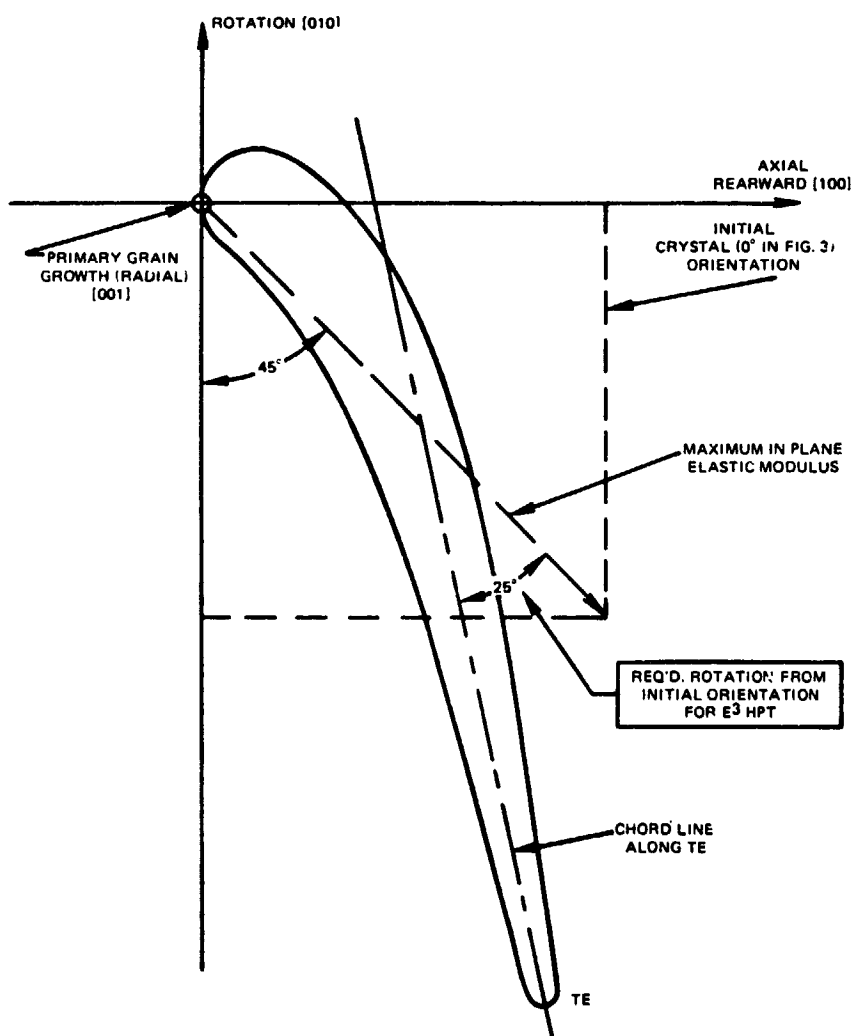 ROTATION [010]
AXIAL
REARWARD [100]
INITIAL
CRYSTAL (0° IN FIG. 3)
ORIENTATION
PRIMARY GRAIN
GROWTH (RADIAL)
[001]
45°
MAXIMUM IN PLANE
ELASTIC MODULUS
25°
REQ'D. ROTATION FROM
INITIAL ORIENTATION
FOR E³ HPT
CHORD LINE
ALONG TE
TE